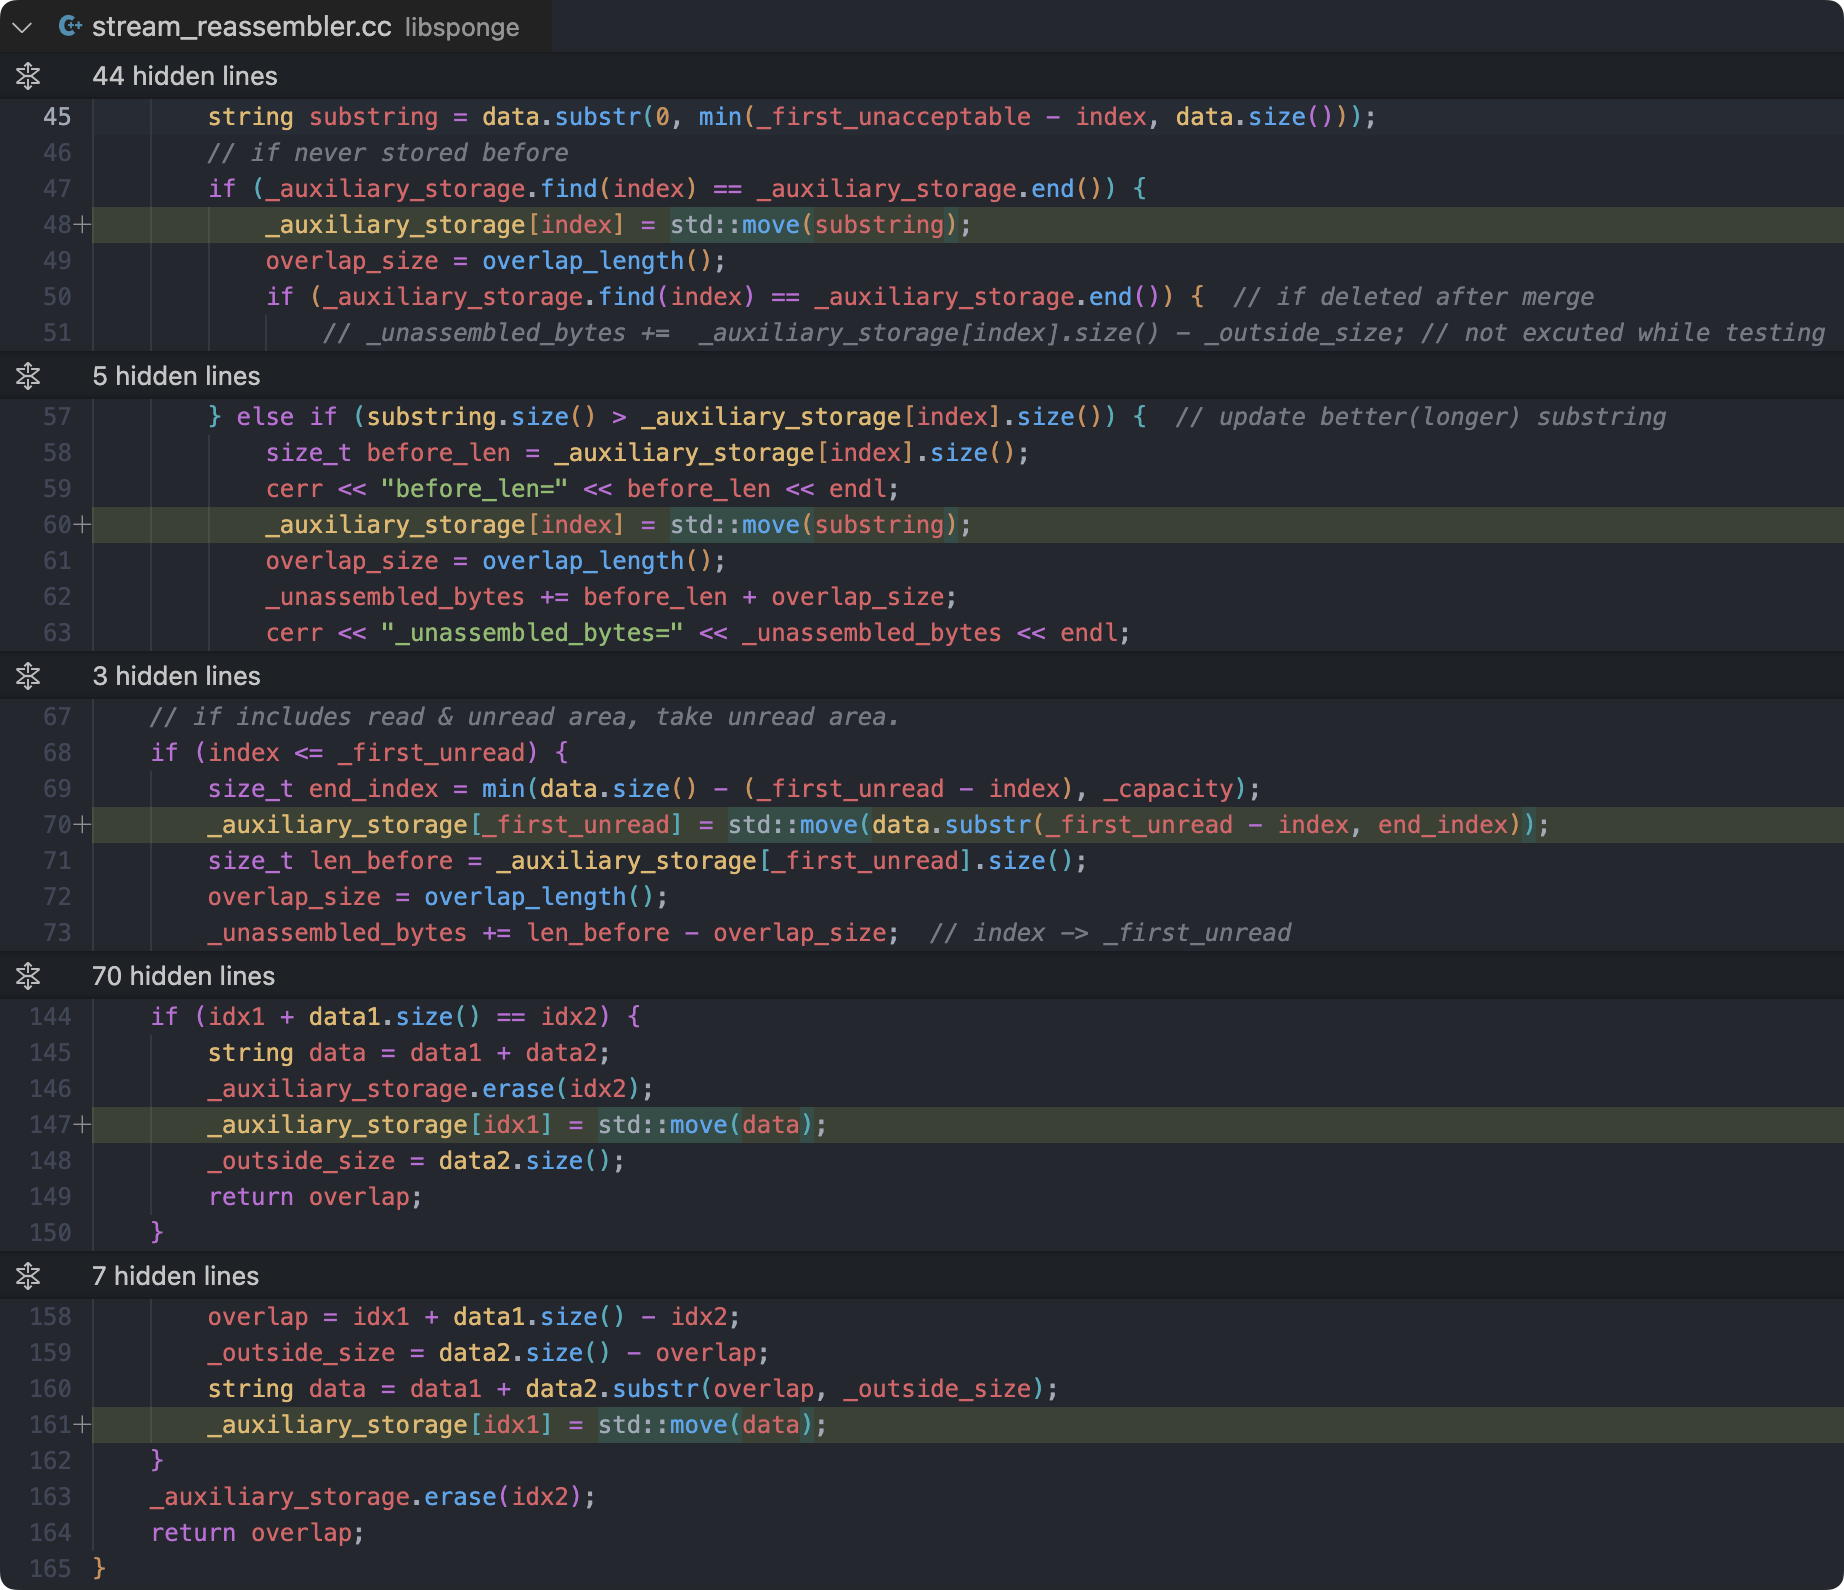 stream_reassembler.cc libsponge
44 hidden lines
45 string substring = data.substr(0, min(_first_unacceptable - index, data.size()));
46 // if never stored before
47 if (_auxiliary_storage.find(index) == _auxiliary_storage.end()) {
48+ _auxiliary_storage[index] = std::move(substring);
49 overlap_size = overlap_length();
50 if (_auxiliary_storage.find(index) == _auxiliary_storage.end()) { // if deleted after merge
51 // _unassembled_bytes += _auxiliary_storage[index].size() - _outside_size; // not excuted while testing
5 hidden lines
57 } else if (substring.size() > _auxiliary_storage[index].size()) { // update better(longer) substring
58 size_t before_len = _auxiliary_storage[index].size();
59 cerr << "before_len=" << before_len << endl;
60+ _auxiliary_storage[index] = std::move(substring);
61 overlap_size = overlap_length();
62 _unassembled_bytes += before_len + overlap_size;
63 cerr << "_unassembled_bytes=" << _unassembled_bytes << endl;
3 hidden lines
67 // if includes read & unread area, take unread area.
68 if (index <= _first_unread) {
69 size_t end_index = min(data.size() - (_first_unread - index), _capacity);
70+ _auxiliary_storage[_first_unread] = std::move(data.substr(_first_unread - index, end_index));
71 size_t len_before = _auxiliary_storage[_first_unread].size();
72 overlap_size = overlap_length();
73 _unassembled_bytes += len_before - overlap_size; // index -> _first_unread
70 hidden lines
144 if (idx1 + data1.size() == idx2) {
145 string data = data1 + data2;
146 _auxiliary_storage.erase(idx2);
147+ _auxiliary_storage[idx1] = std::move(data);
148 _outside_size = data2.size();
149 return overlap;
150 }
7 hidden lines
158 overlap = idx1 + data1.size() - idx2;
159 _outside_size = data2.size() - overlap;
160 string data = data1 + data2.substr(overlap, _outside_size);
161+ _auxiliary_storage[idx1] = std::move(data);
162 }
163 _auxiliary_storage.erase(idx2);
164 return overlap;
165 }